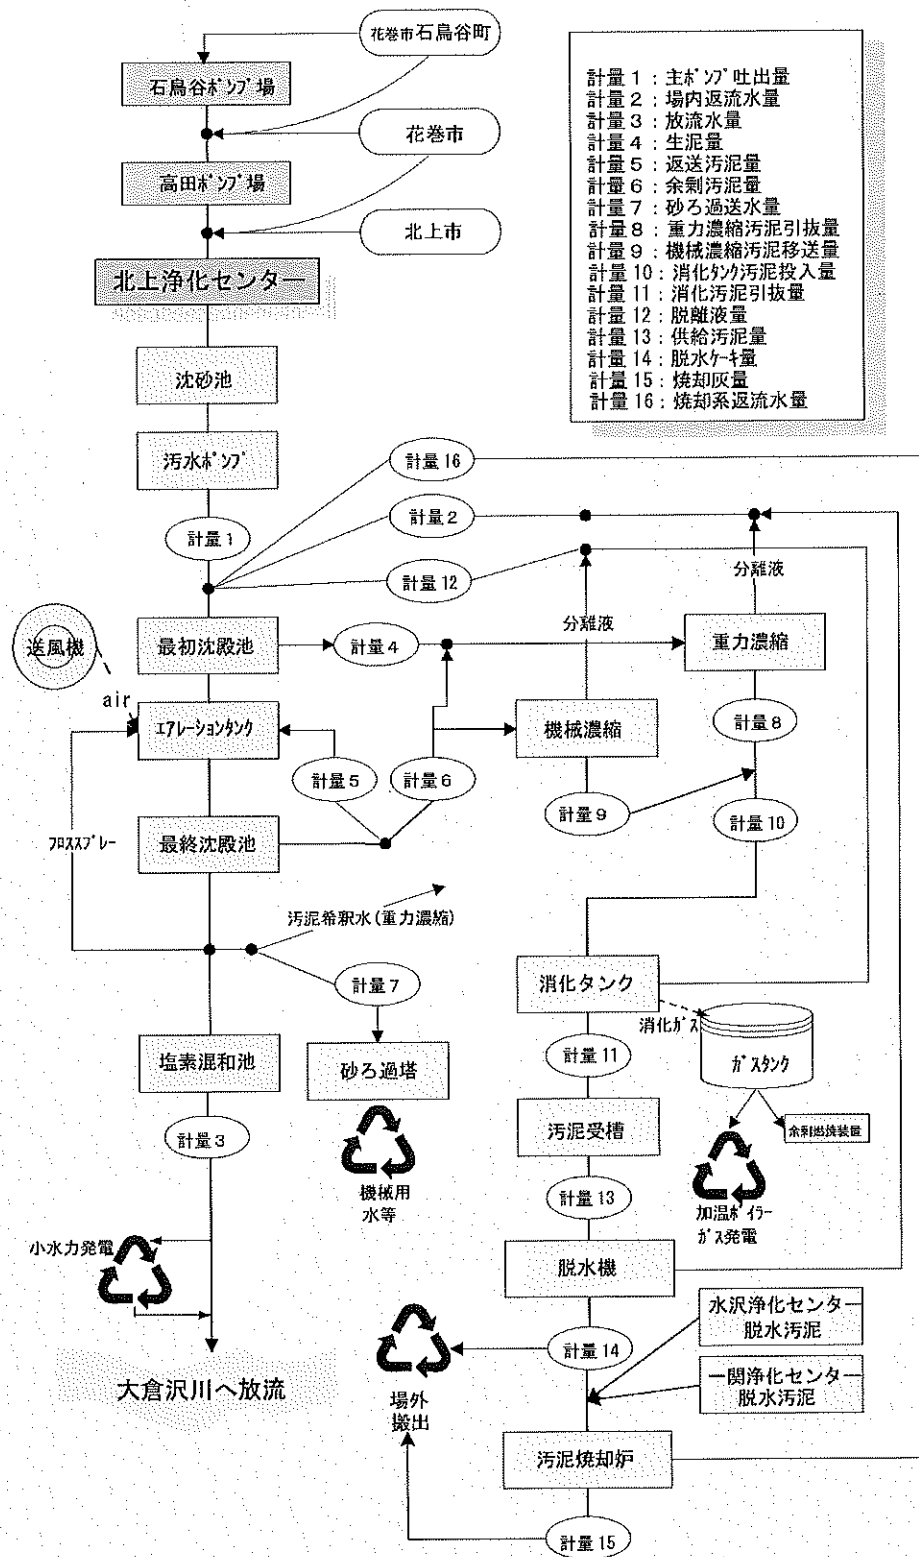 花巻市石鳥谷町
石鳥谷ポンプ場
花巻市
高田ポンプ場
北上市
北上浄化センター
計量1：主ポンプ吐出量
計量2：場内返流水量
計量3：放流水量
計量4：生泥量
計量5：返送汚泥量
計量6：余剰汚泥量
計量7：砂ろ過送水量
計量8：重力濃縮汚泥引抜量
計量9：機械濃縮汚泥移送量
計量10：消化タンク汚泥投入量
計量11：消化汚泥引抜量
計量12：脱離液量
計量13：供給汚泥量
計量14：脱水ケーキ量
計量15：焼却灰量
計量16：焼却系返流水量
沈砂池
汚水ポンプ
計量16
計量2
計量1
計量12
分離液
分離液
送風機
最初沈殿池
計量4
重力濃縮
air
エアレーションタンク
機械濃縮
計量8
計量5
計量6
計量9
計量10
フロススプレー
最終沈殿池
汚泥希釈水(重力濃縮)
計量7
消化タンク
消化ガス
塩素混和池
砂ろ過塔
計量11
ガスタンク
計量3
汚泥受槽
余剰燃焼装置
機械用
水等
計量13
加温ボイラー
ガス発電
小水力発電
脱水機
水沢浄化センター
脱水汚泥
計量14
大倉沢川へ放流
一関浄化センター
脱水汚泥
場外
搬出
汚泥焼却炉
計量15